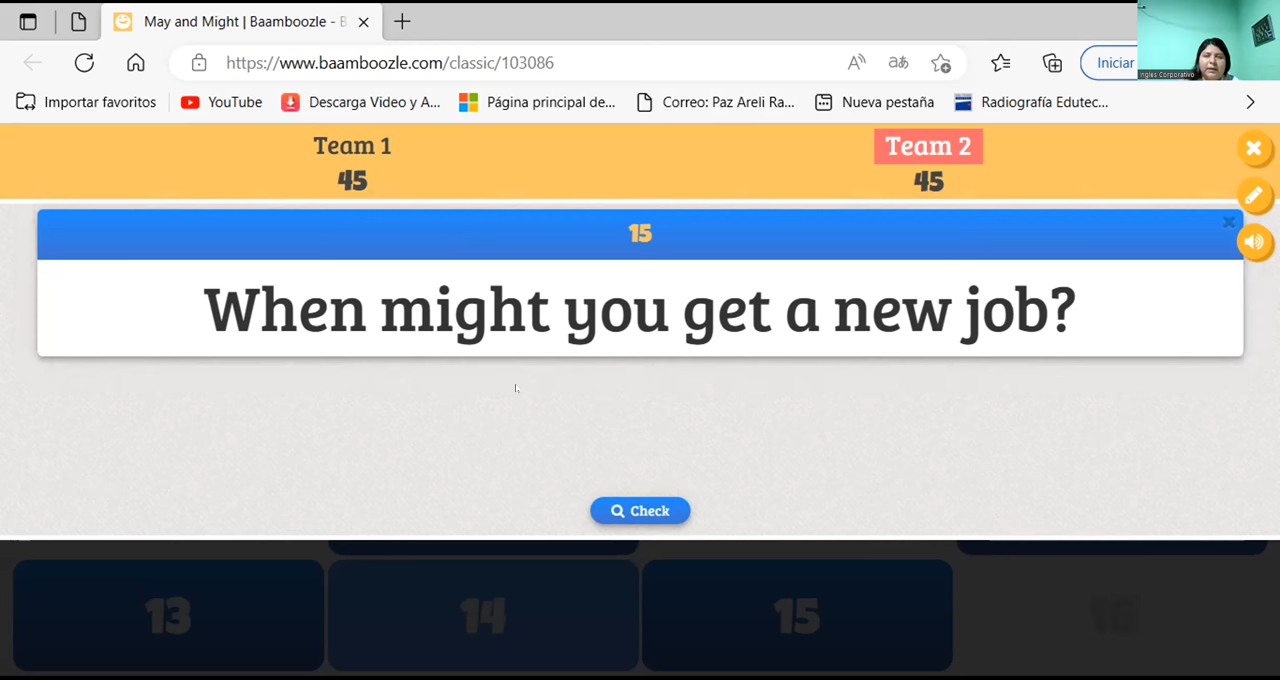 May and Might | Baamboozle - B
https://www.baamboozle.com/classic/103086
Iniciar
Ingles Corporativo
Importar favoritos
YouTube
Descarga Video y A...
Página principal de...
Correo: Paz Areli Ra...
Nueva pestaña
Radiografía Edutec...
Team 1
Team 2
45
45
15
When might you get a new job?
Check
13
14
15
16